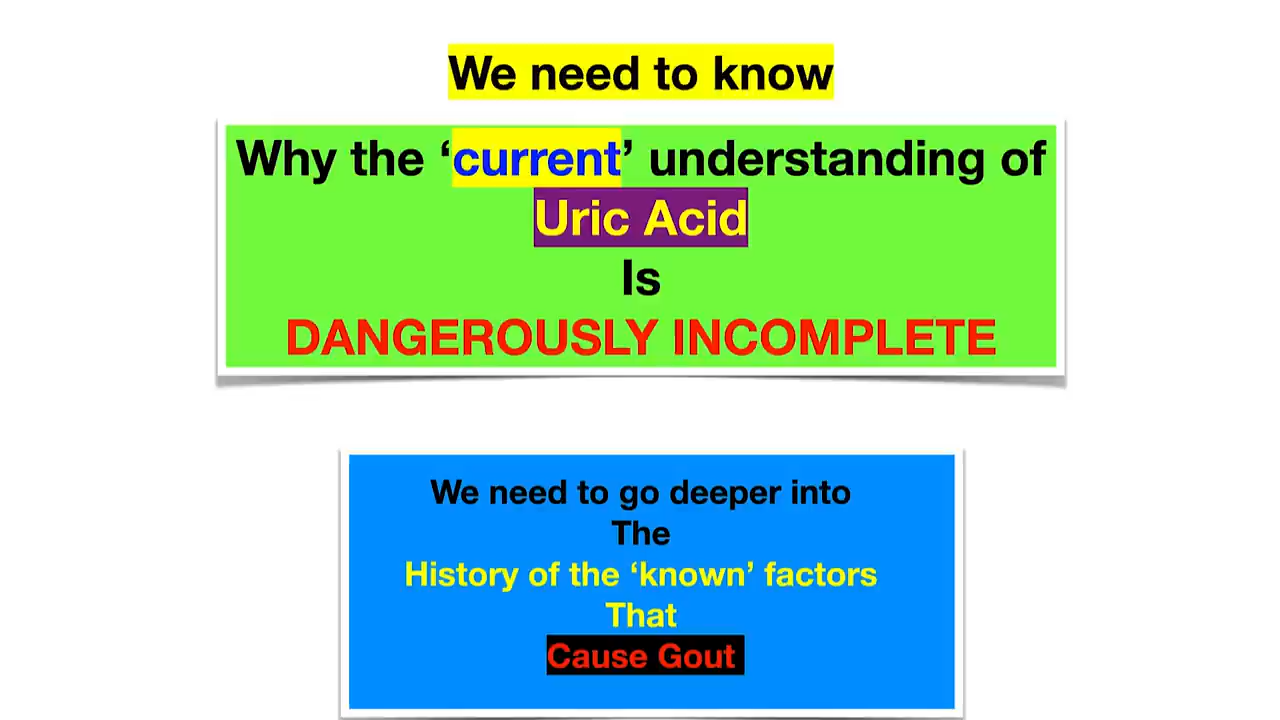 We need to know
Why the ‘current’ understanding of
Uric Acid
Is
DANGEROUSLY INCOMPLETE
We need to go deeper into
The
History of the ‘known’ factors
That
Cause Gout